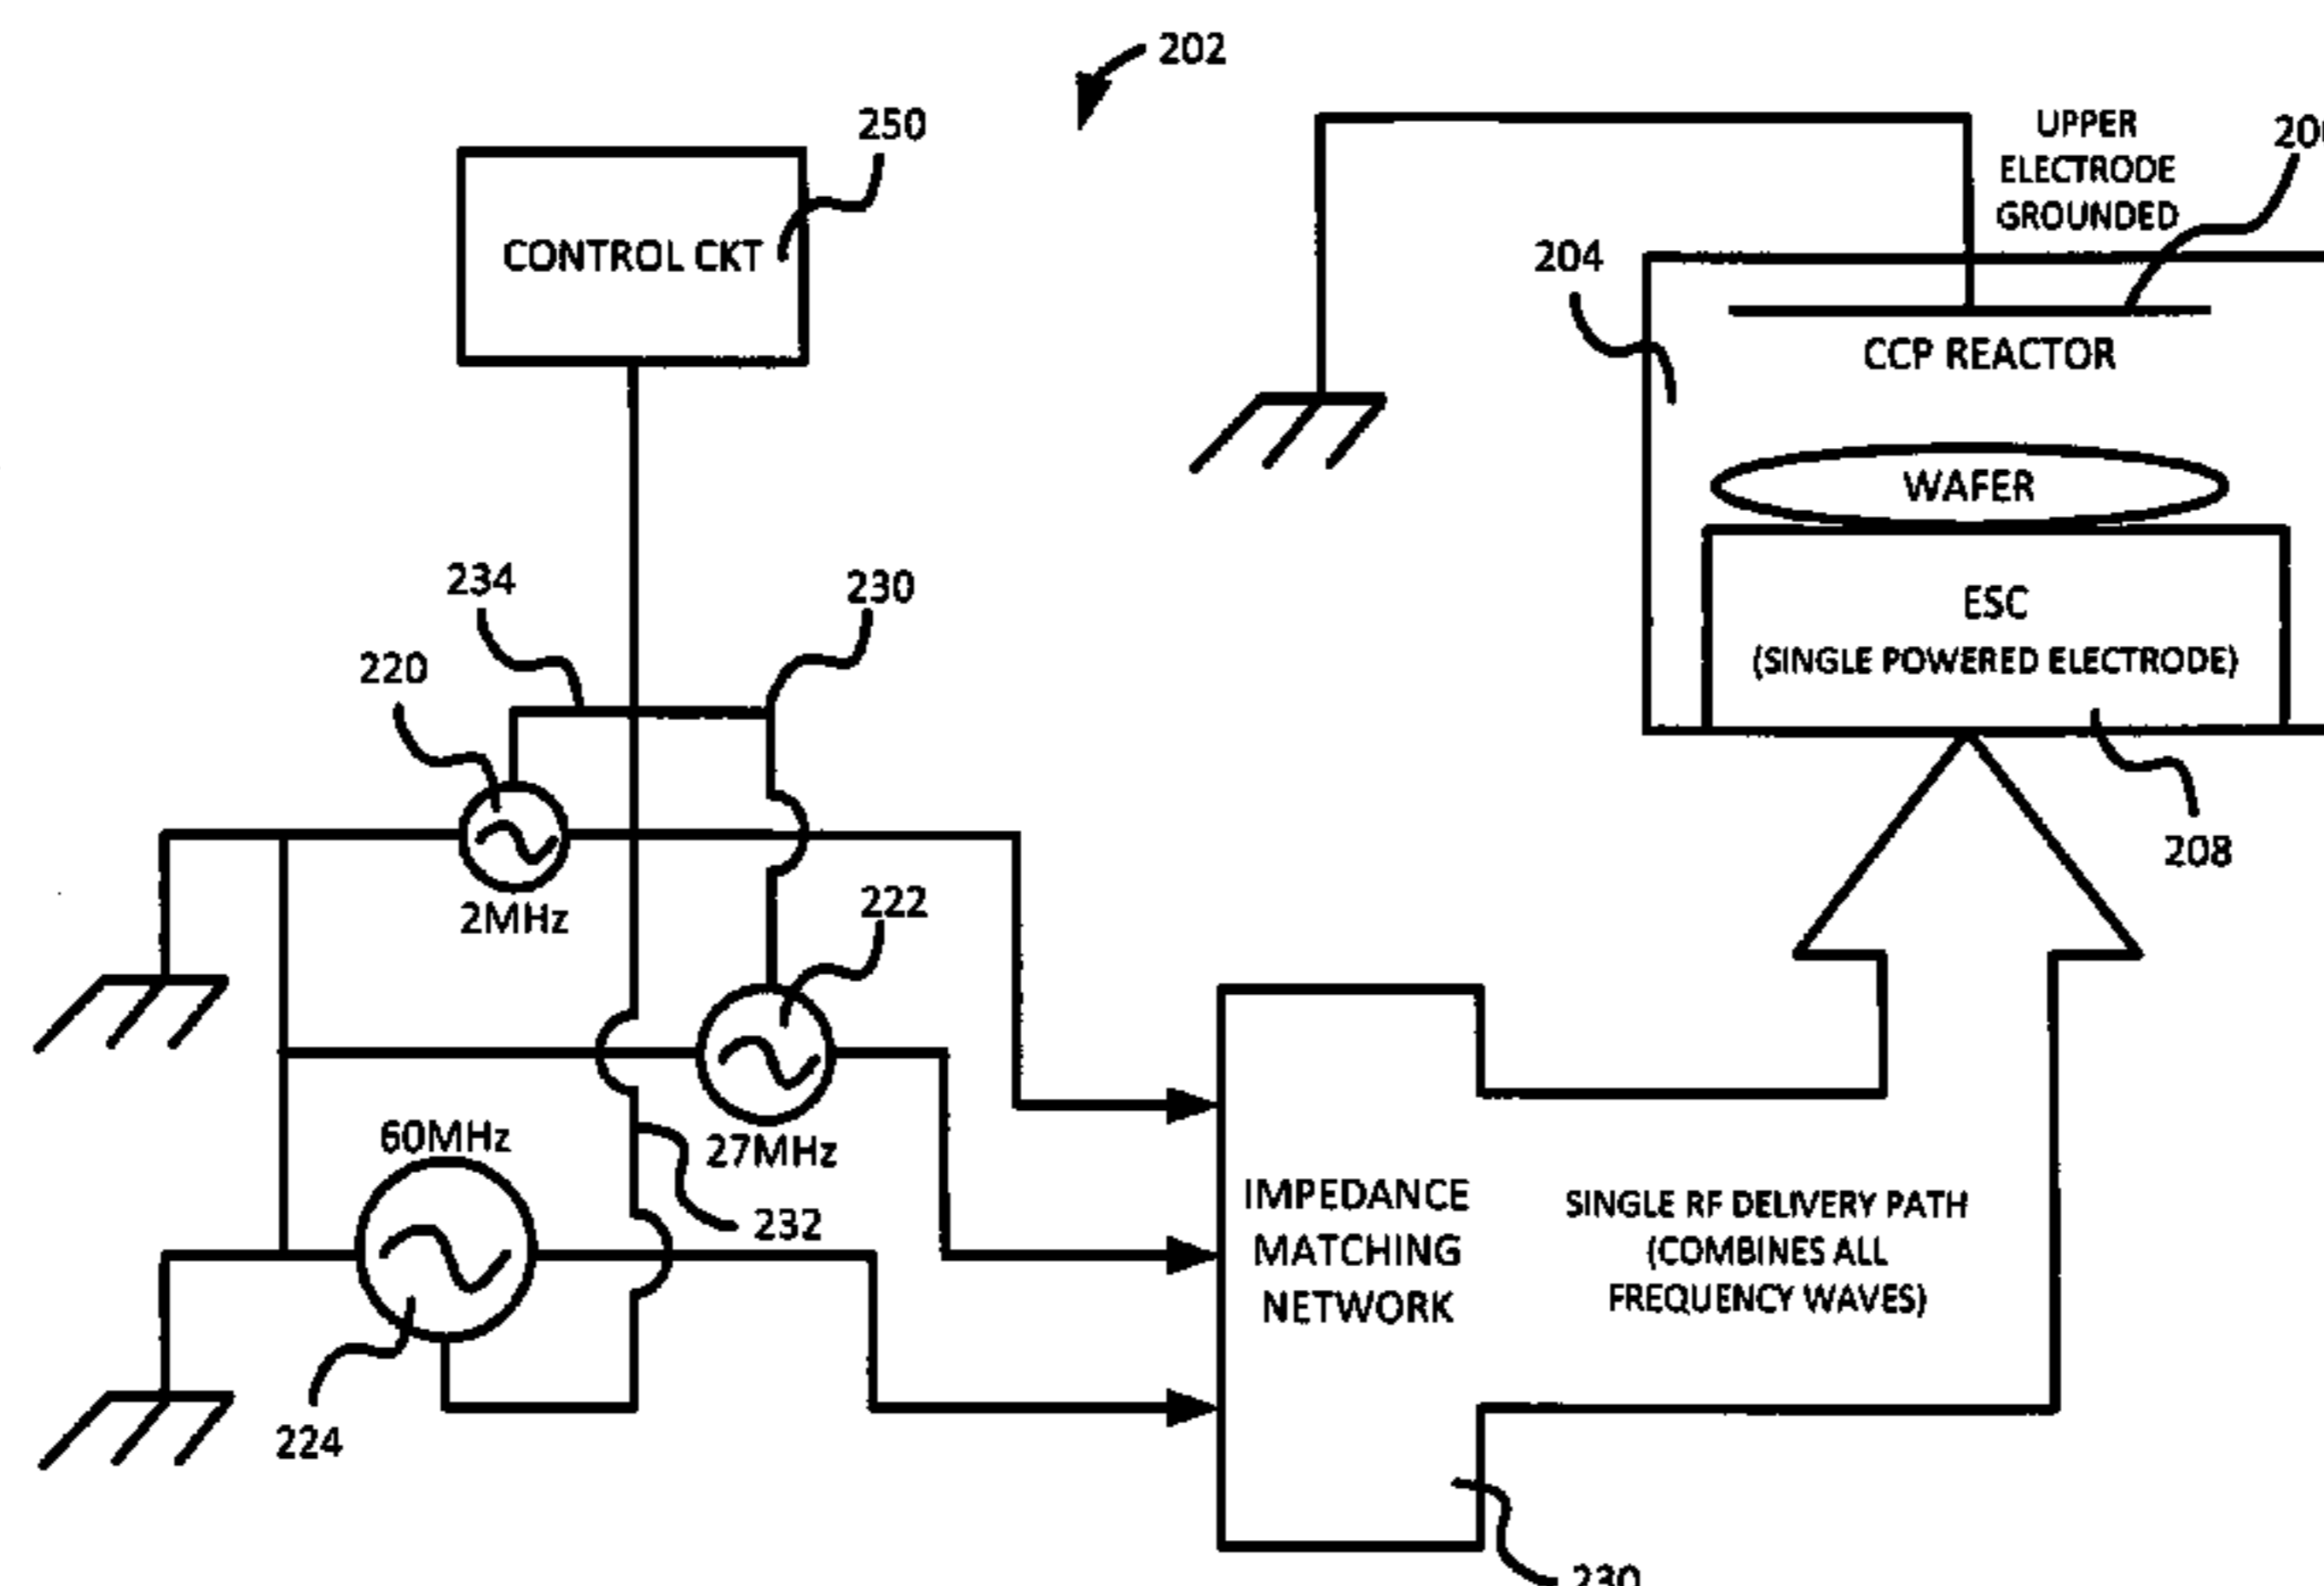 202
250
CONTROL CKT
UPPER
ELECTRODE
GROUNDED
204
CCP REACTOR
WAFER
ESC
(SINGLE POWERED ELECTRODE)
208
234
230
220
2MHz
222
27MHz
60MHz
232
224
IMPEDANCE
MATCHING
NETWORK
SINGLE RF DELIVERY PATH
(COMBINES ALL
FREQUENCY WAVES)
230